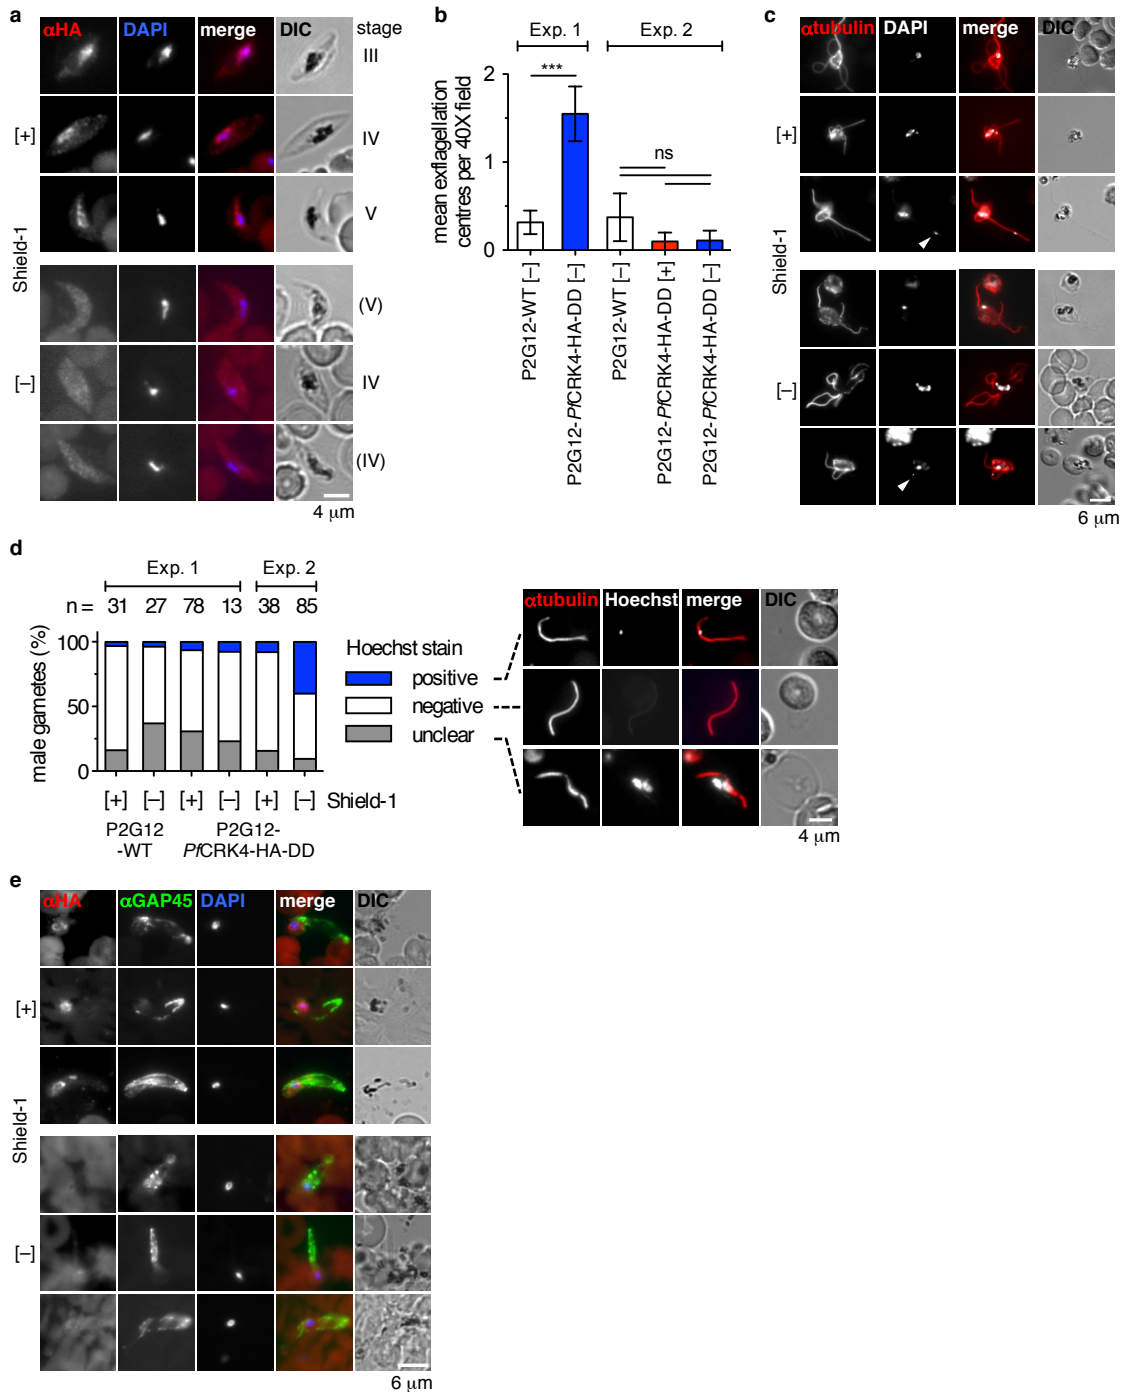 a
αHA DAPI merge DIC stage
III
[+] IV
V
Shield-1
(V)
[–] IV
(IV)
4 µm
b
Exp. 1 Exp. 2
mean exflagellation
centres per 40X field
2
1
0
***
ns
P2G12-WT [–]
P2G12-PfCRK4-HA-DD [–]
P2G12-WT [–]
P2G12-PfCRK4-HA-DD [+]
P2G12-PfCRK4-HA-DD [–]
c
αtubulin DAPI merge DIC
[+]
Shield-1
[–]
6 µm
d
Exp. 1 Exp. 2
n = 31 27 78 13 38 85
male gametes (%)
100
50
0
[+] [–] [+] [–] [+] [–] Shield-1
P2G12
-WT
P2G12-
PfCRK4-HA-DD
Hoechst stain
positive
negative
unclear
αtubulin Hoechst merge DIC
4 µm
e
αHA αGAP45 DAPI merge DIC
[+]
Shield-1
[–]
6 µm